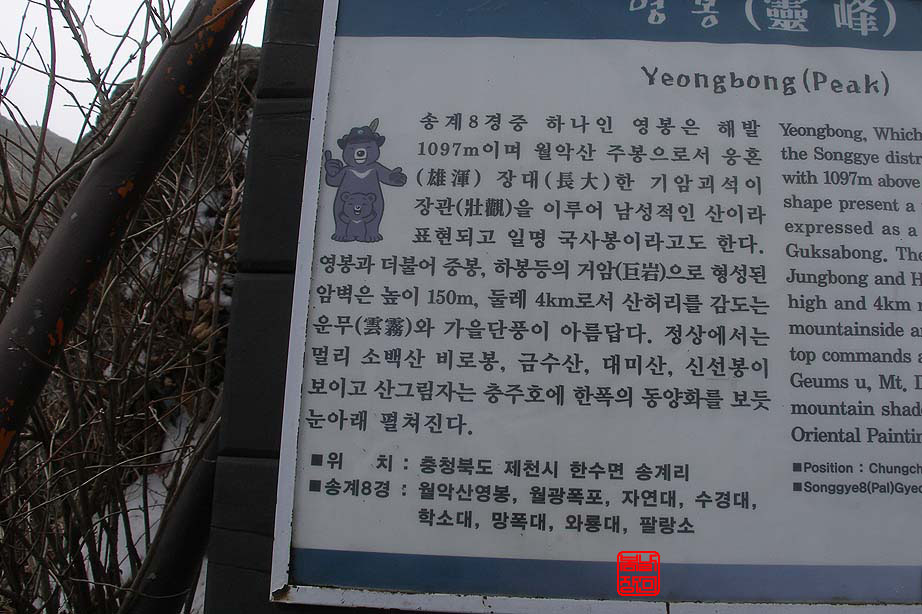 영봉(靈峰)
Yeongbong(Peak)
송계8경중 하나인 영봉은 해발
1097m이며 월악산 주봉으로서 웅혼
(雄渾) 장대(長大)한 기암괴석이
장관(壯觀)을 이루어 남성적인 산이라
표현되고 일명 국사봉이라고도 한다.
영봉과 더불어 중봉, 하봉등의 거암(巨岩)으로 형성된
암벽은 높이 150m, 둘레 4km로서 산허리를 감도는
운무(雲霧)와 가을단풍이 아름답다. 정상에서는
멀리 소백산 비로봉, 금수산, 대미산, 신선봉이
보이고 산그림자는 충주호에 한폭의 동양화를 보듯
눈아래 펼쳐진다.
■위 치 : 충청북도 제천시 한수면 송계리
■송계8경 : 월악산영봉, 월광폭포, 자연대, 수경대,
학소대, 망폭대, 와룡대, 팔랑소
Yeongbong, Which
the Songgye distr
with 1097m above
shape present a
expressed as a
Guksabong. The
Jungbong and H
high and 4km r
mountainside a
top commands a
Geums u, Mt. D
mountain shad
Oriental Paintin
■Position : Chungch
■Songgye8(Pal)Gyeo